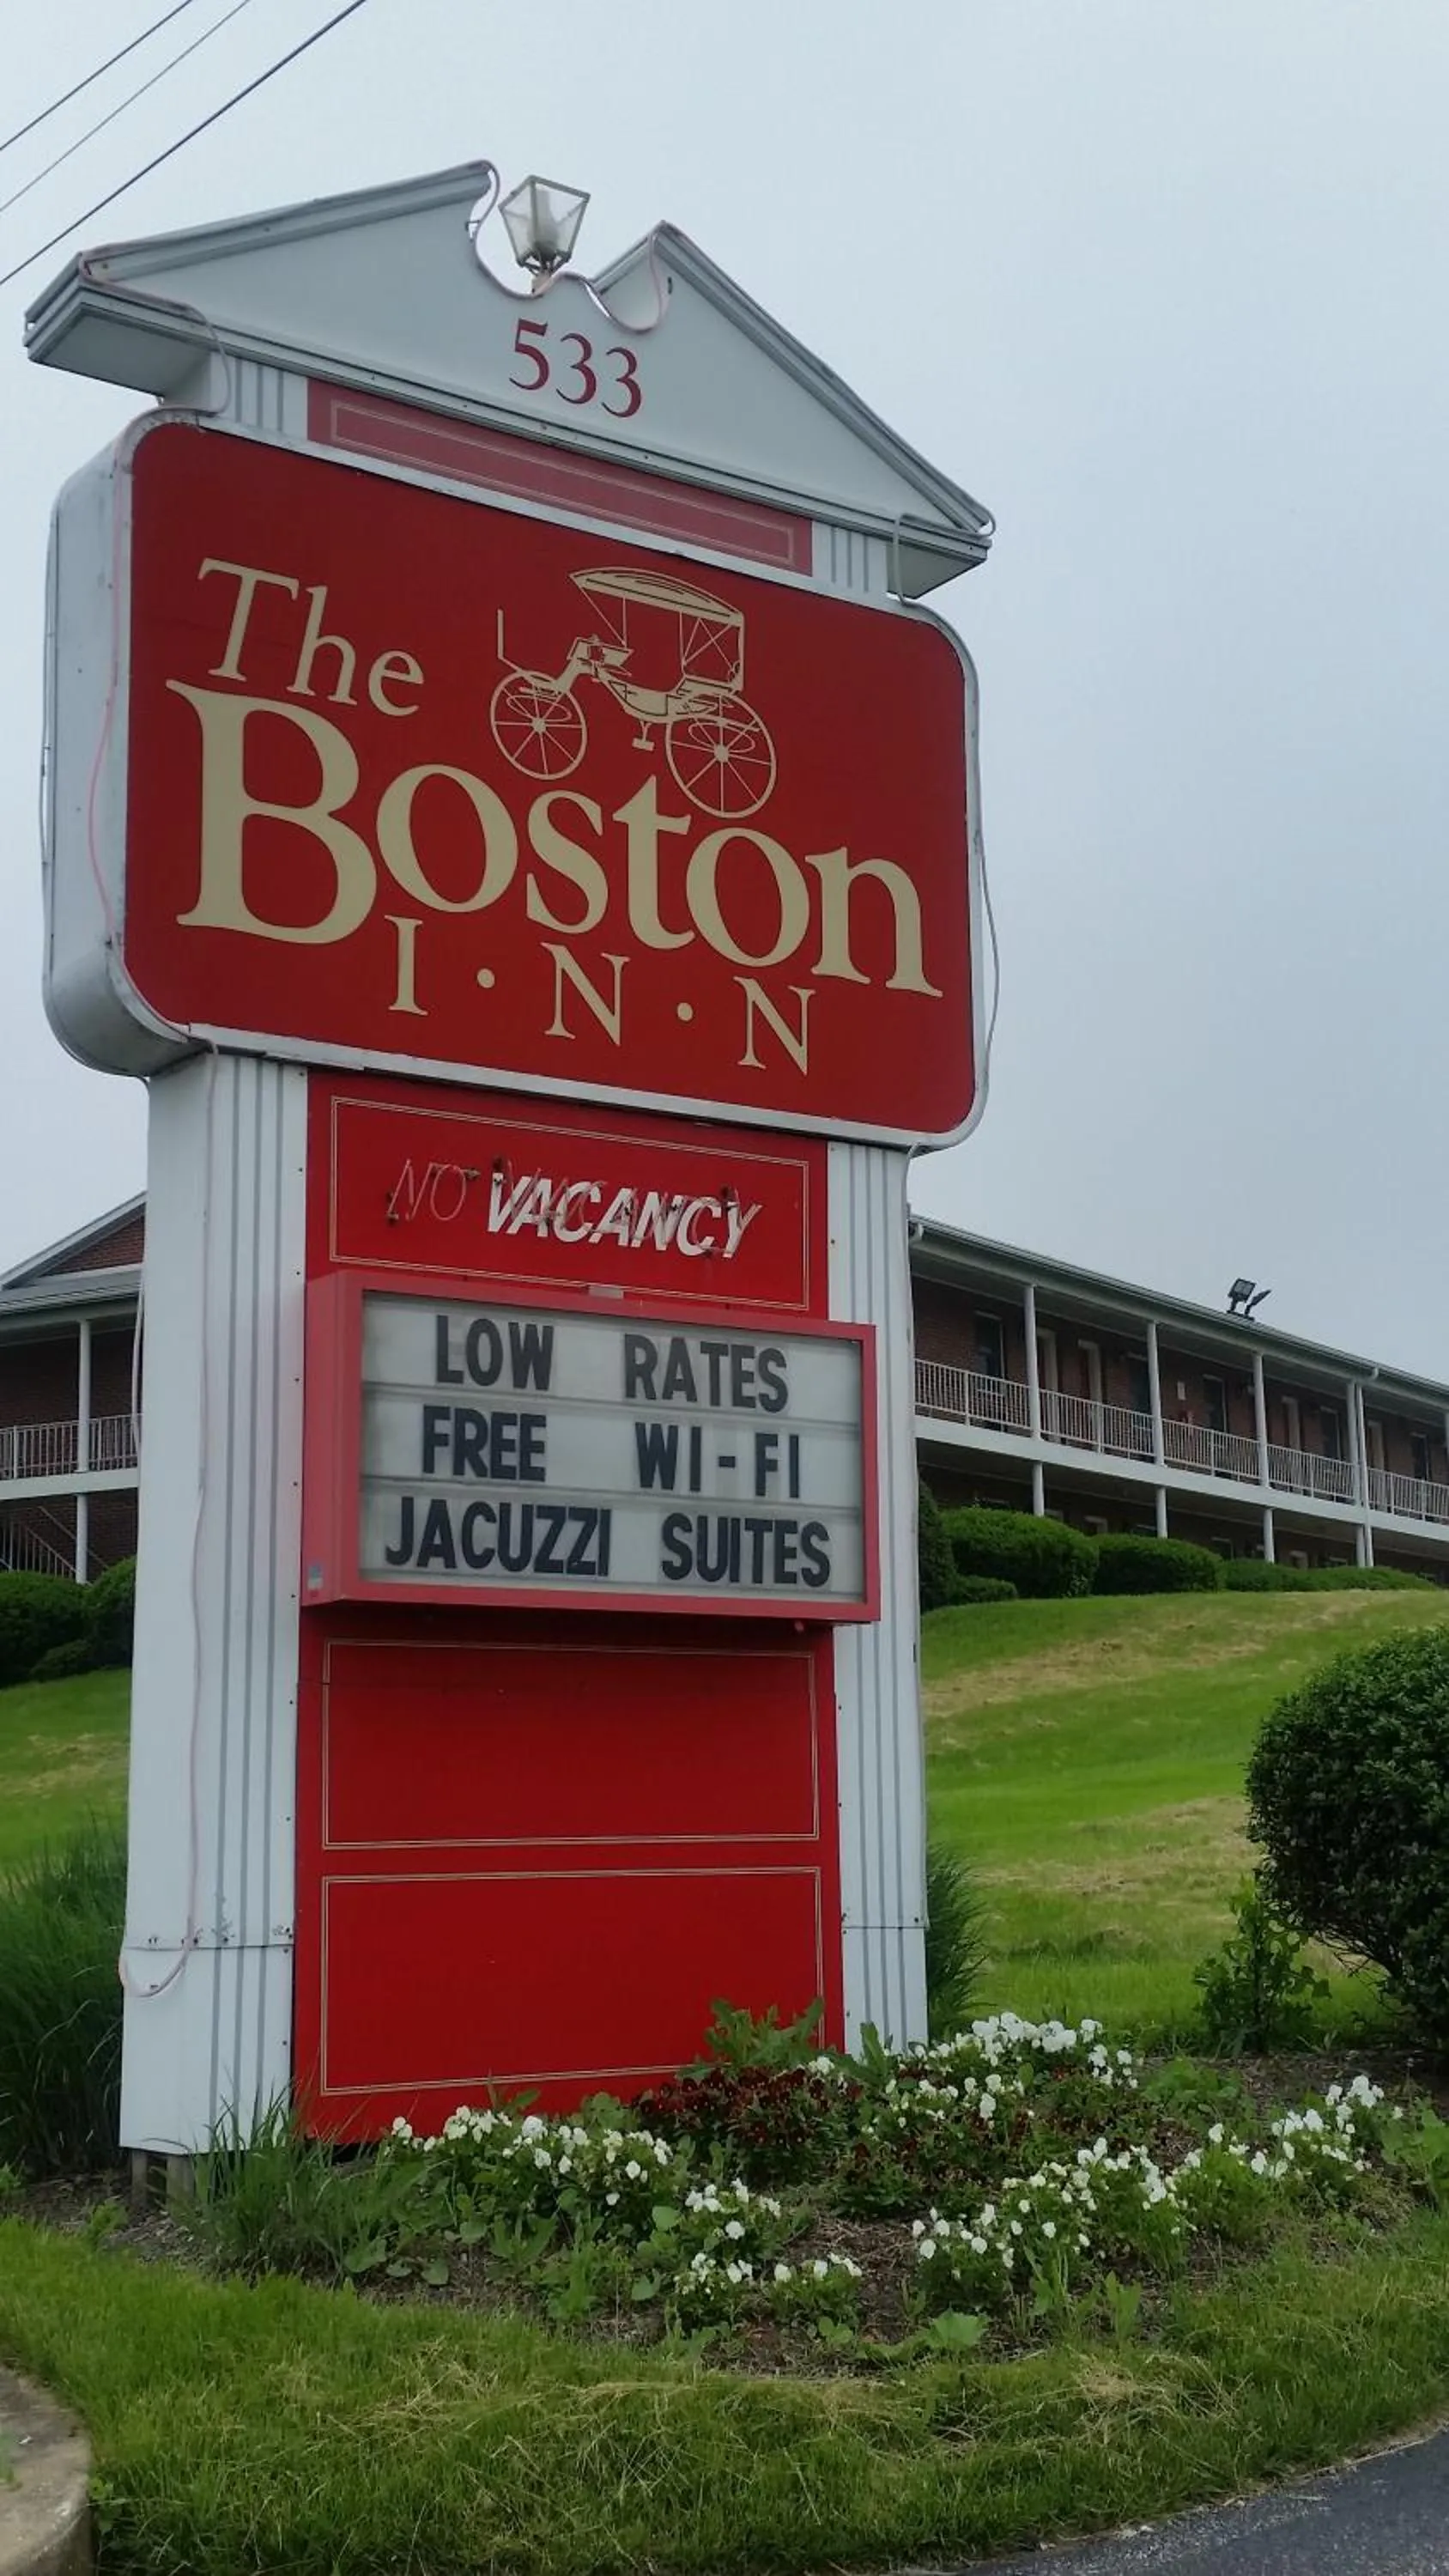 533
The
Boston
I·N·N
NO VACANCY
LOW RATES
FREE WI-FI
JACUZZI SUITES